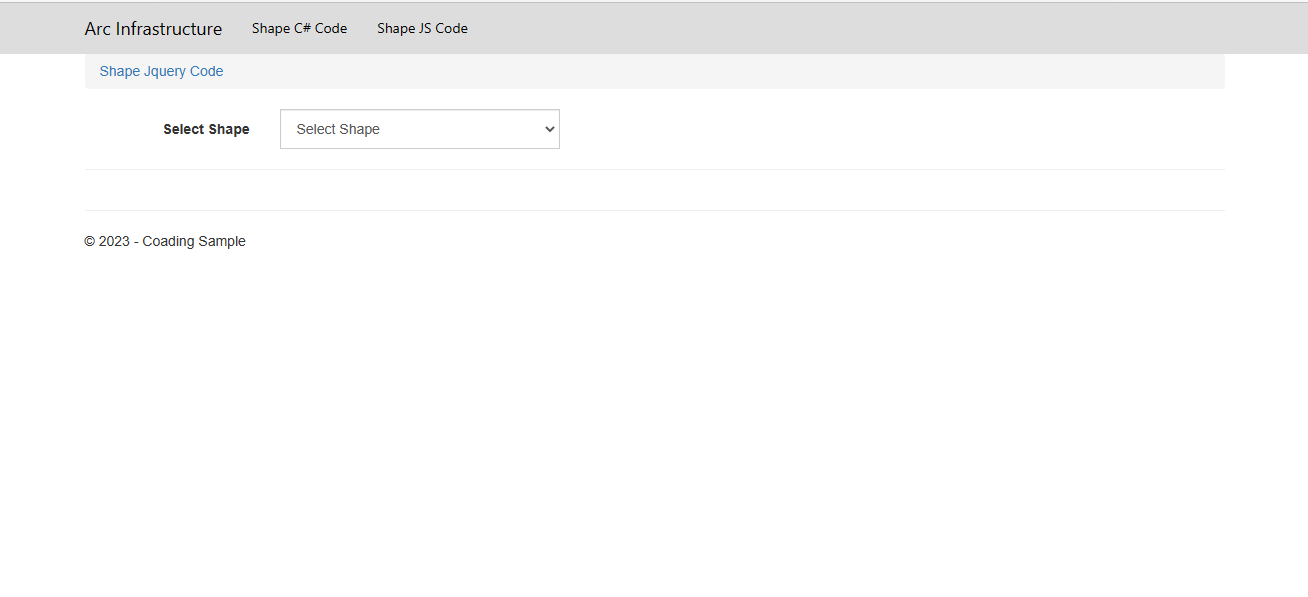 Arc Infrastructure Shape C# Code Shape JS Code
Shape Jquery Code
Select Shape Select Shape
© 2023 - Coading Sample